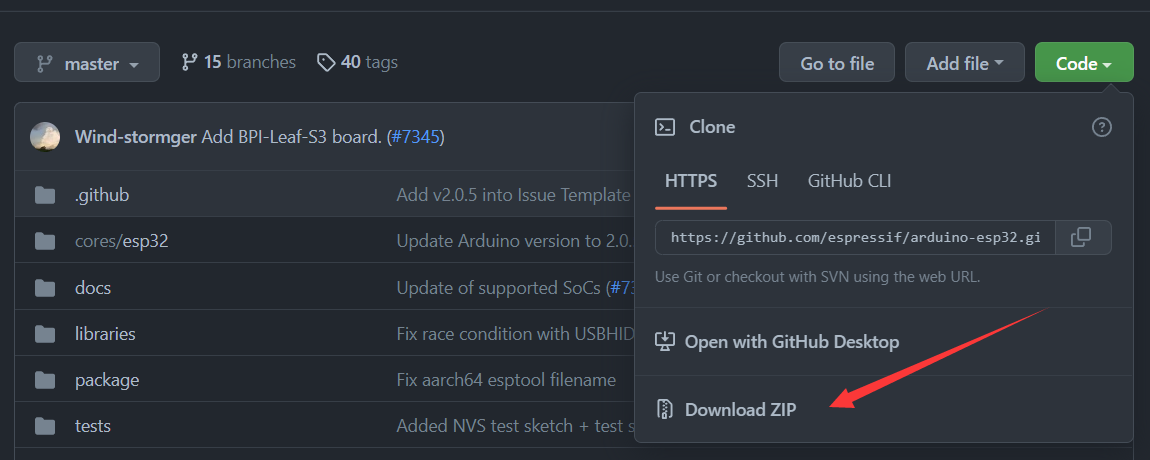 master 15 branches 40 tags Go to file Add file Code
Wind-stormger Add BPI-Leaf-S3 board. (#7345)
Clone
.github Add v2.0.5 into Issue Template
HTTPS SSH GitHub CLI
cores/esp32 Update Arduino version to 2.0.
https://github.com/espressif/arduino-esp32.gi
Use Git or checkout with SVN using the web URL.
docs Update of supported SoCs (#73
libraries Fix race condition with USBHID
Open with GitHub Desktop
package Fix aarch64 esptool filename
Download ZIP
tests Added NVS test sketch + test s